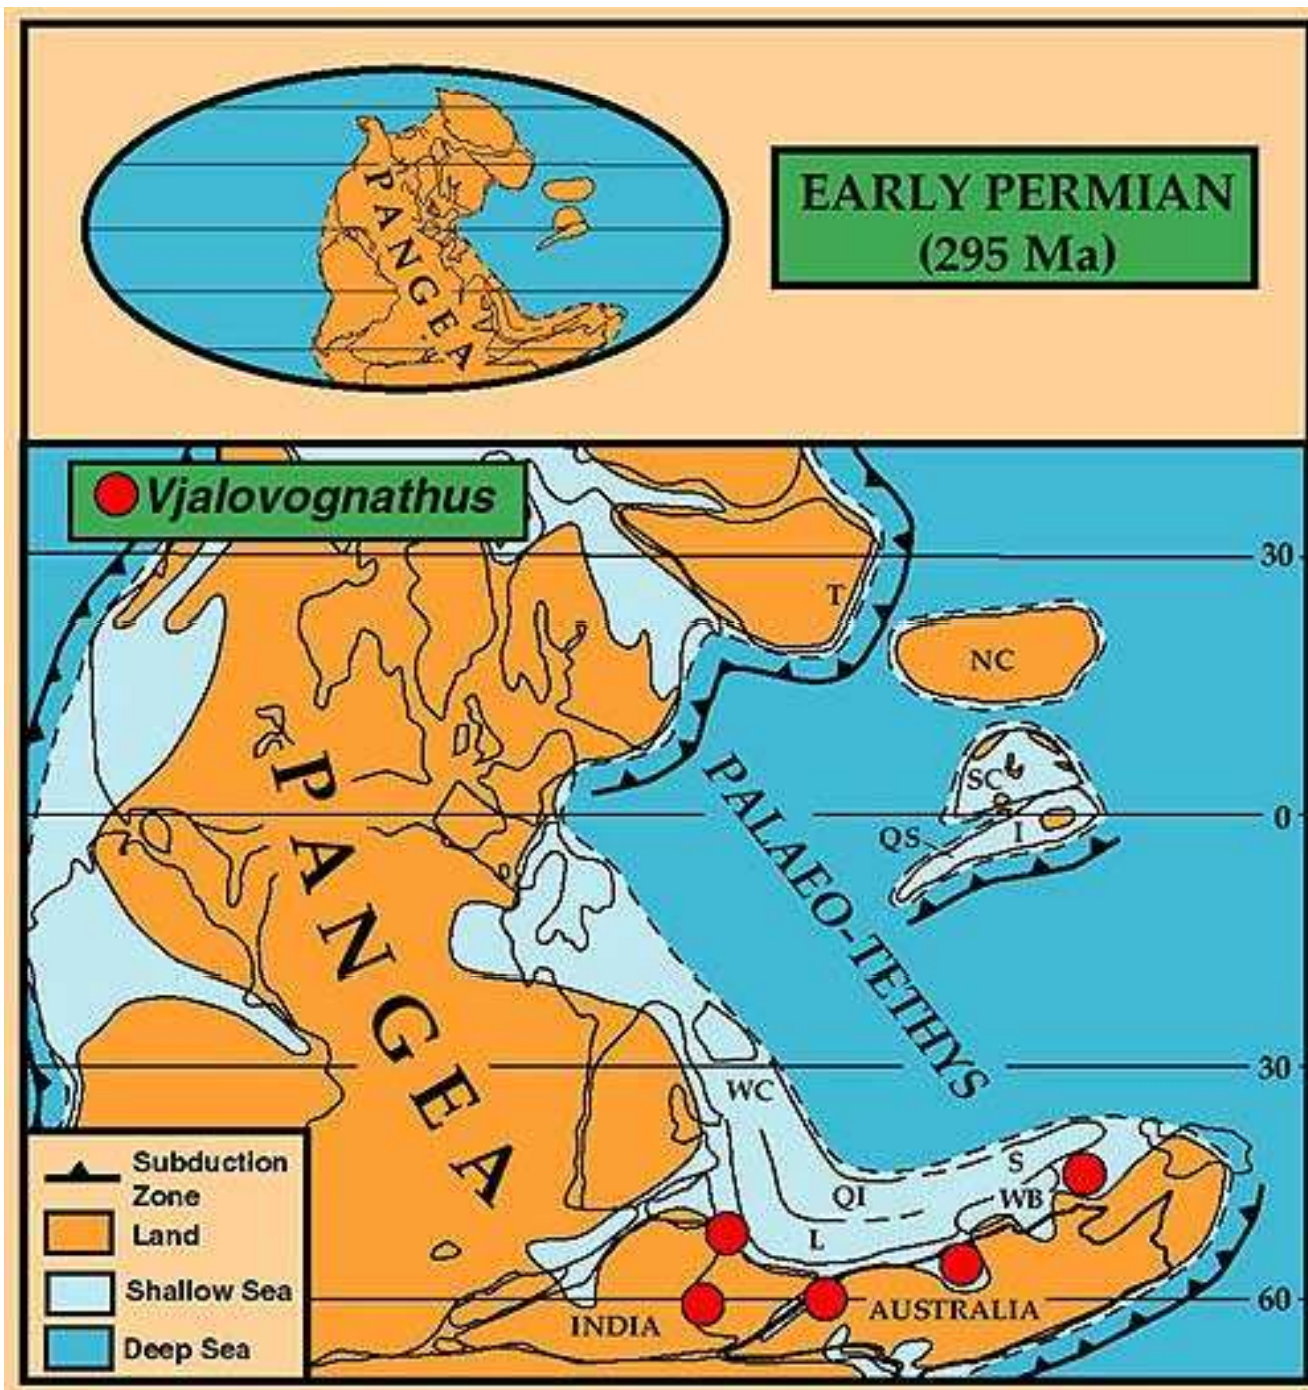 PANGEA
EARLY PERMIAN
(295 Ma)
Vjalovognathus
30
T
NC
PANGEA
PALAEO-TETHYS
SC
0
QS
I
30
WC
S
QI
WB
L
60
INDIA
AUSTRALIA
Subduction
Zone
Land
Shallow Sea
Deep Sea